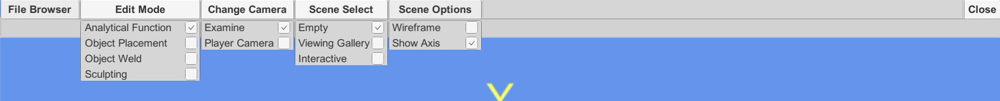 File Browser Edit Mode Change Camera Scene Select Scene Options Close
Analytical Function Examine Empty Wireframe
Object Placement Player Camera Viewing Gallery Show Axis
Object Weld Interactive
Sculpting
Y